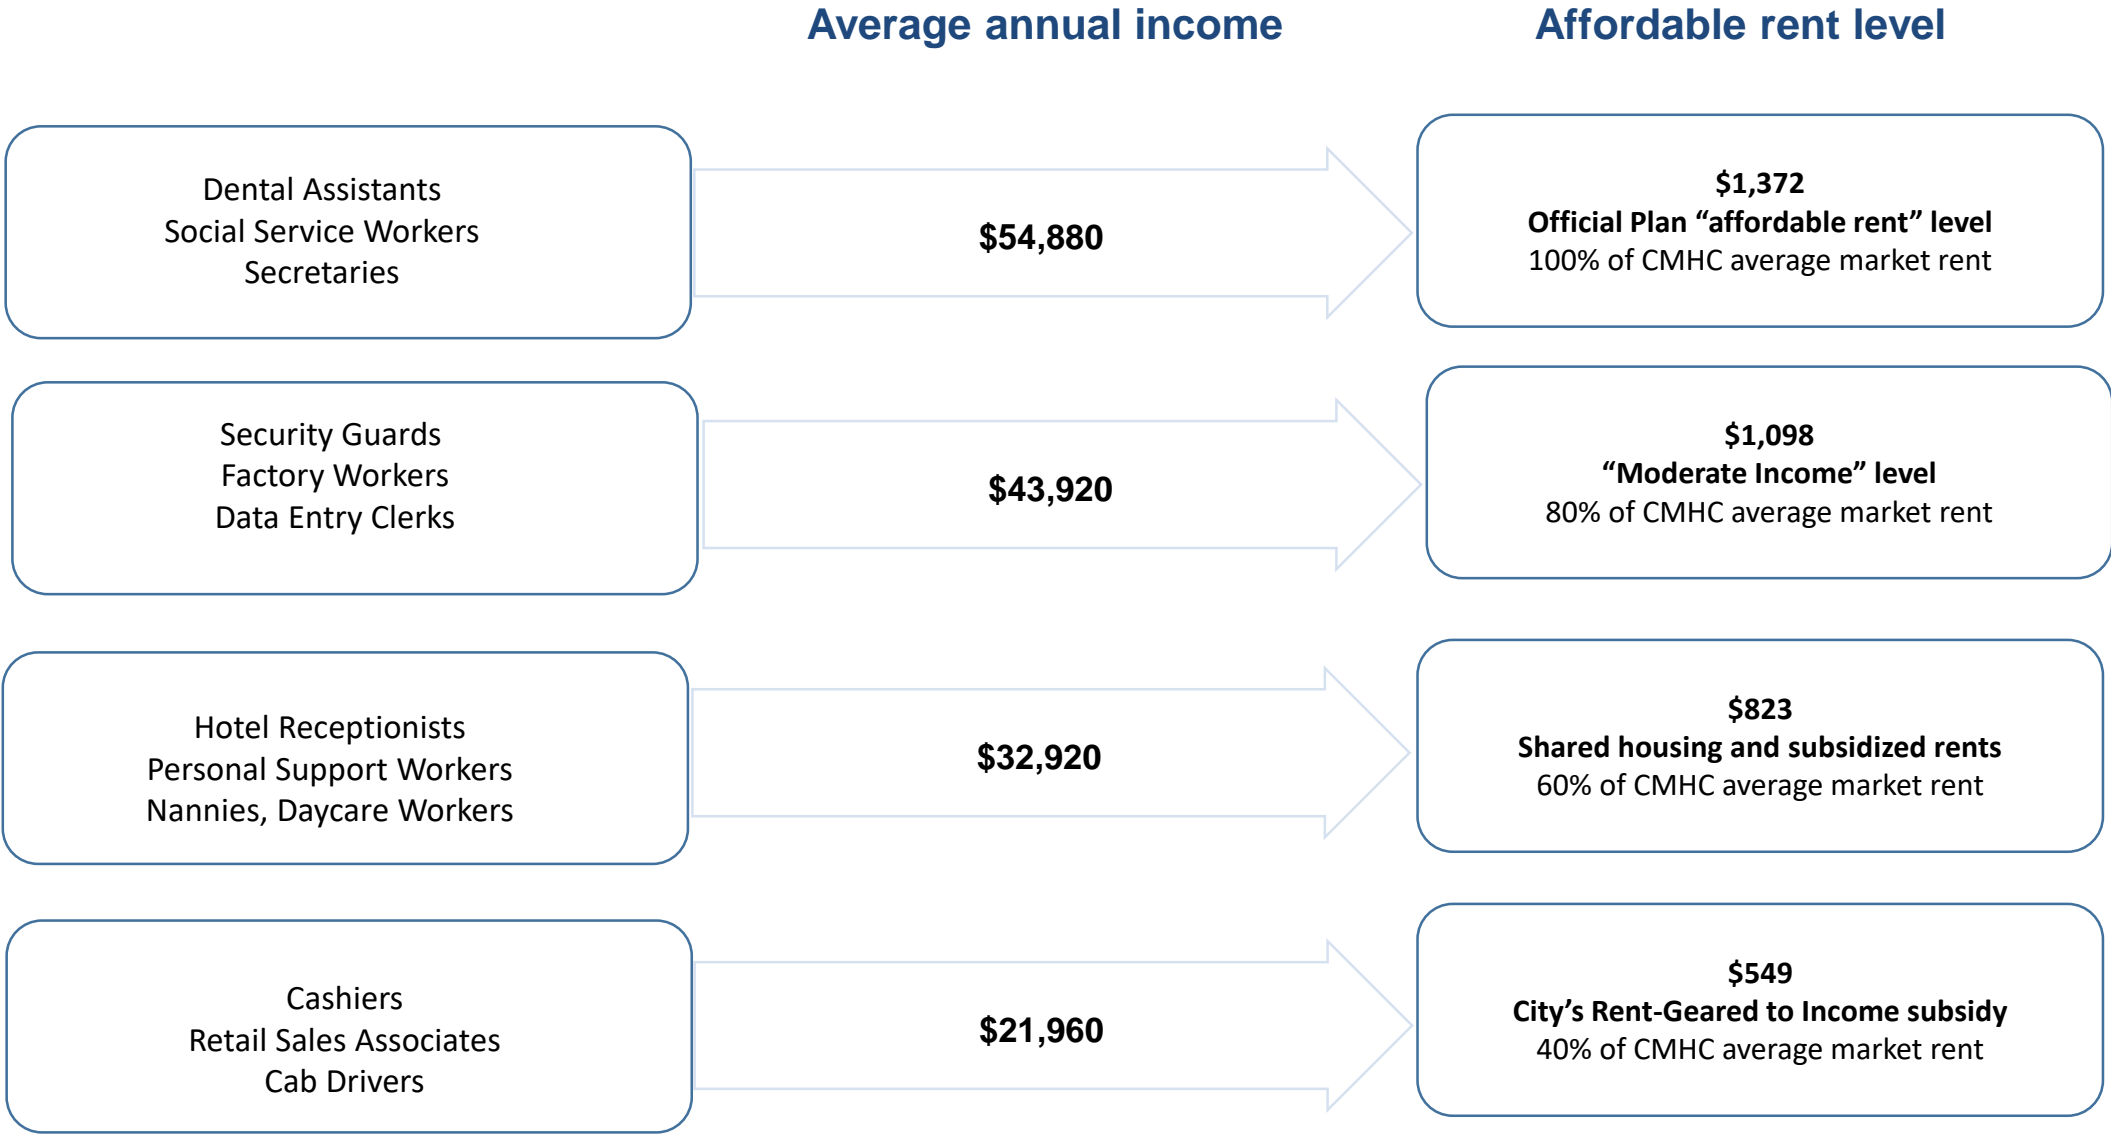 Average annual income
Affordable rent level
Dental Assistants
Social Service Workers
Secretaries
$54,880
$1,372
Official Plan “affordable rent” level
100% of CMHC average market rent
Security Guards
Factory Workers
Data Entry Clerks
$43,920
$1,098
“Moderate Income” level
80% of CMHC average market rent
Hotel Receptionists
Personal Support Workers
Nannies, Daycare Workers
$32,920
$823
Shared housing and subsidized rents
60% of CMHC average market rent
Cashiers
Retail Sales Associates
Cab Drivers
$21,960
$549
City’s Rent-Geared to Income subsidy
40% of CMHC average market rent